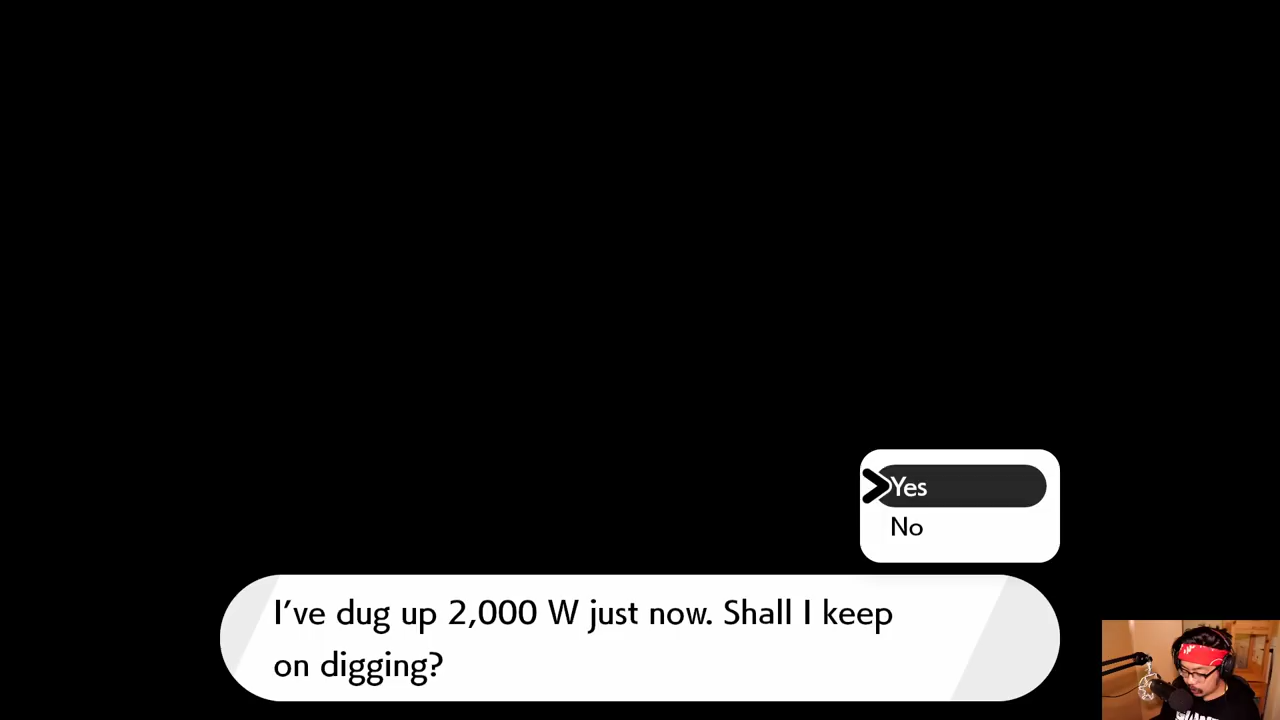 Yes
No
I've dug up 2,000 W just now. Shall I keep
on digging?